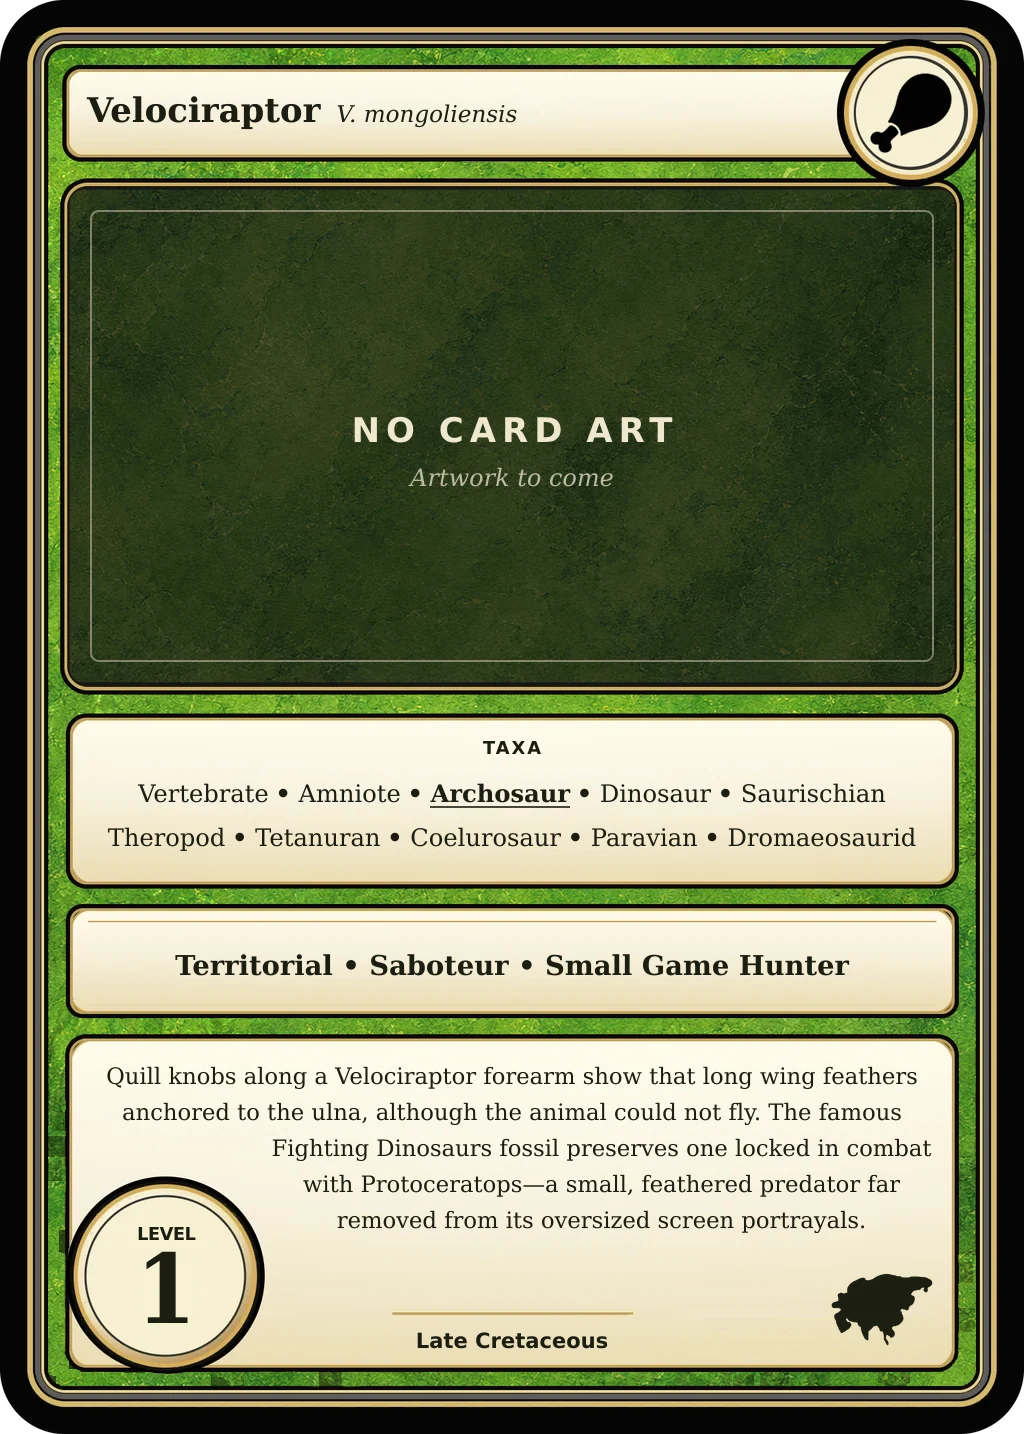 Velociraptor V. mongoliensis
NO CARD ART
Artwork to come
TAXA
Vertebrate • Amniote • Archosaur • Dinosaur • Saurischian
Theropod • Tetanuran • Coelurosaur • Paravian • Dromaeosaurid
Territorial • Saboteur • Small Game Hunter
Quill knobs along a Velociraptor forearm show that long wing feathers
anchored to the ulna, although the animal could not fly. The famous
Fighting Dinosaurs fossil preserves one locked in combat
with Protoceratops—a small, feathered predator far
removed from its oversized screen portrayals.
LEVEL
1
Late Cretaceous